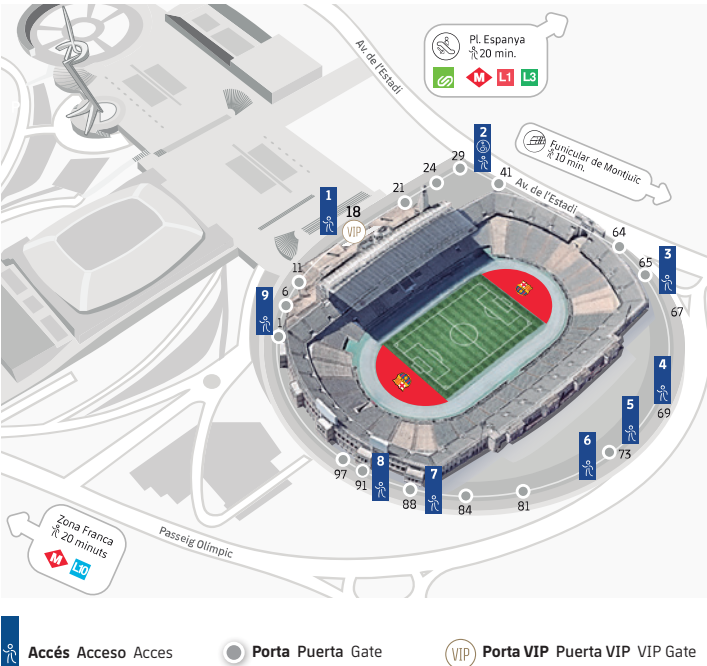 Pl. Espanya
20 min.
M L1 L3
Av. de l'Estadi
Funicular de Montjuïc
10 min.
Av. de l'Estadi
2
29
24
41
21
1
18
VIP
64
65
3
11
6
9
1
67
4
69
5
6
73
97
91
8
7
88
84
81
Zona Franca
20 minuts
M L10
Passeig Olímpic
Accés Acceso Acces
Porta Puerta Gate
VIP Porta VIP Puerta VIP VIP Gate